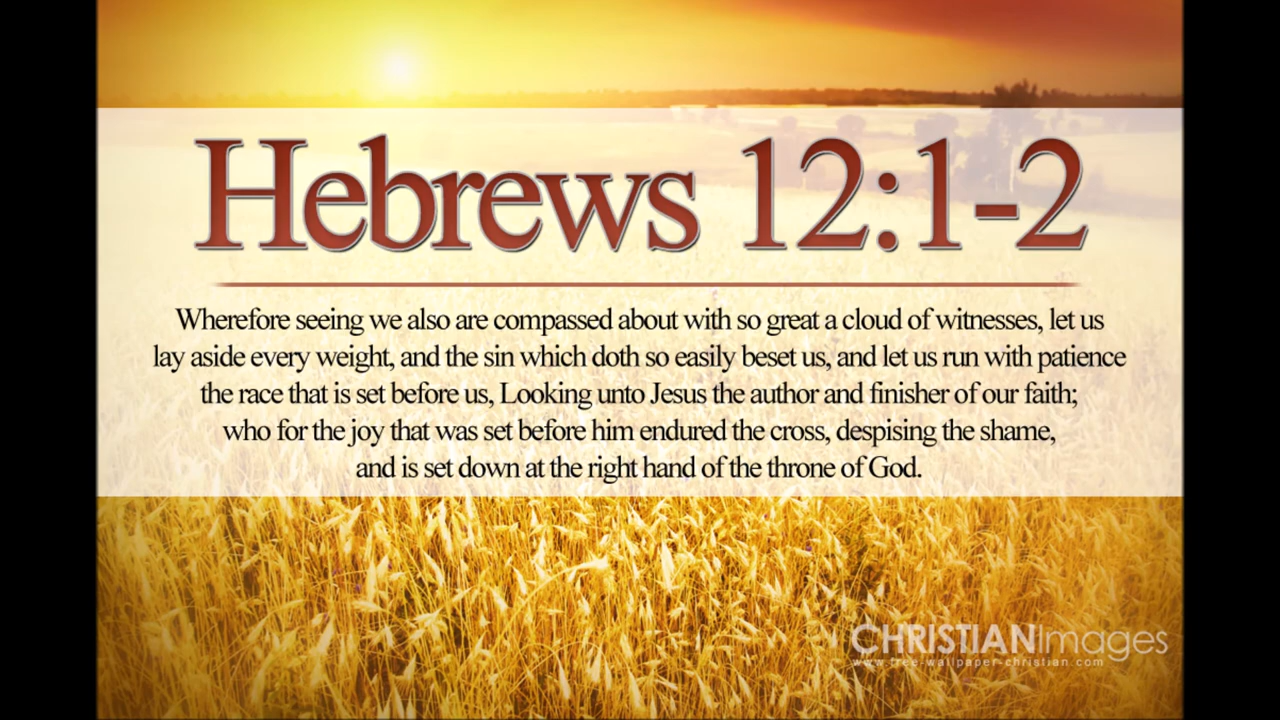 Hebrews 12:1-2
Wherefore seeing we also are compassed about with so great a cloud of witnesses, let us
lay aside every weight, and the sin which doth so easily beset us, and let us run with patience
the race that is set before us, Looking unto Jesus the author and finisher of our faith;
who for the joy that was set before him endured the cross, despising the shame,
and is set down at the right hand of the throne of God.
CHRISTIANImages
www.free-wallpaper-christian.com